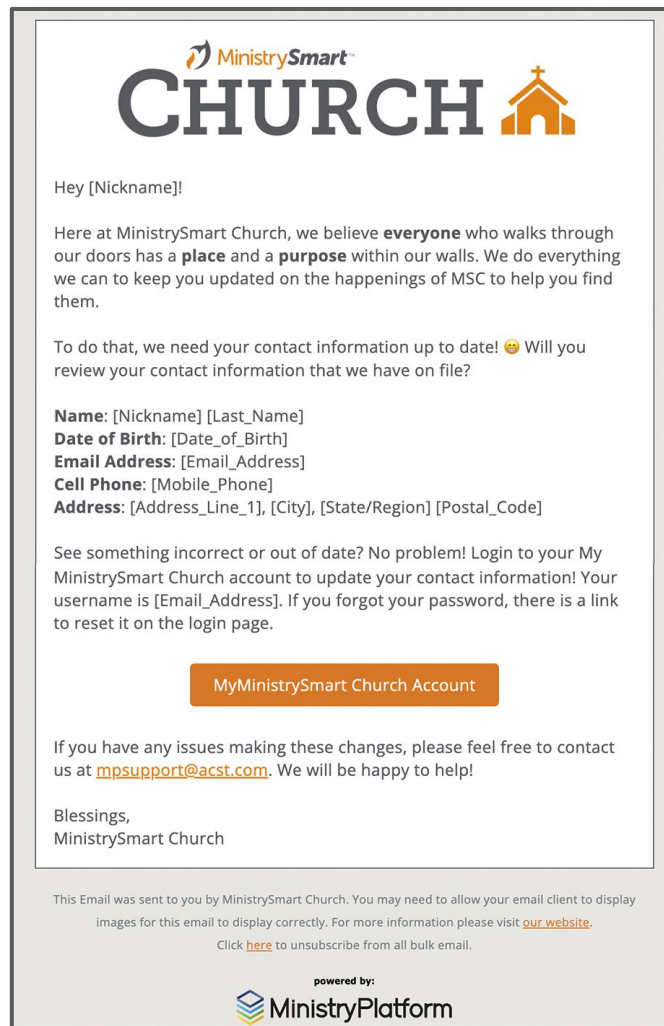 MinistrySmart™
CHURCH
Hey [Nickname]!
Here at MinistrySmart Church, we believe everyone who walks through
our doors has a place and a purpose within our walls. We do everything
we can to keep you updated on the happenings of MSC to help you find
them.
To do that, we need your contact information up to date! 😁 Will you
review your contact information that we have on file?
Name: [Nickname] [Last_Name]
Date of Birth: [Date_of_Birth]
Email Address: [Email_Address]
Cell Phone: [Mobile_Phone]
Address: [Address_Line_1], [City], [State/Region] [Postal_Code]
See something incorrect or out of date? No problem! Login to your My
MinistrySmart Church account to update your contact information! Your
username is [Email_Address]. If you forgot your password, there is a link
to reset it on the login page.
MyMinistrySmart Church Account
If you have any issues making these changes, please feel free to contact
us at mpsupport@acst.com. We will be happy to help!
Blessings,
MinistrySmart Church
This Email was sent to you by MinistrySmart Church. You may need to allow your email client to display
images for this email to display correctly. For more information please visit our website.
Click here to unsubscribe from all bulk email.
powered by:
MinistryPlatform